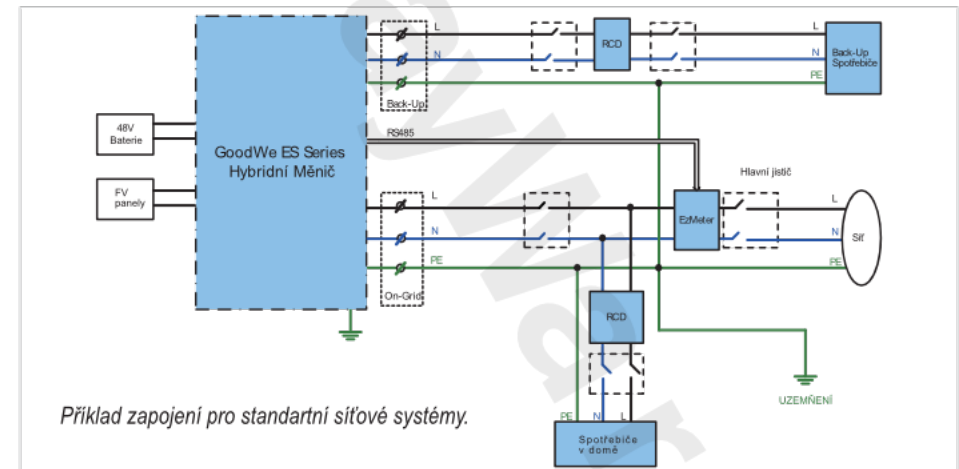 L
RCD
L
N
N
Back-Up
Spotřebiče
PE
Back-Up
48V
Baterie
RS485
GoodWe ES Series
Hybridní Měnič
Hlavní jistič
FV
panely
L
L
EzMeter
N
N
Síť
PE
PE
On-Grid
RCD
UZEMŇENÍ
Příklad zapojení pro standartní síťové systémy.
PE N L
Spotřebiče
v domě